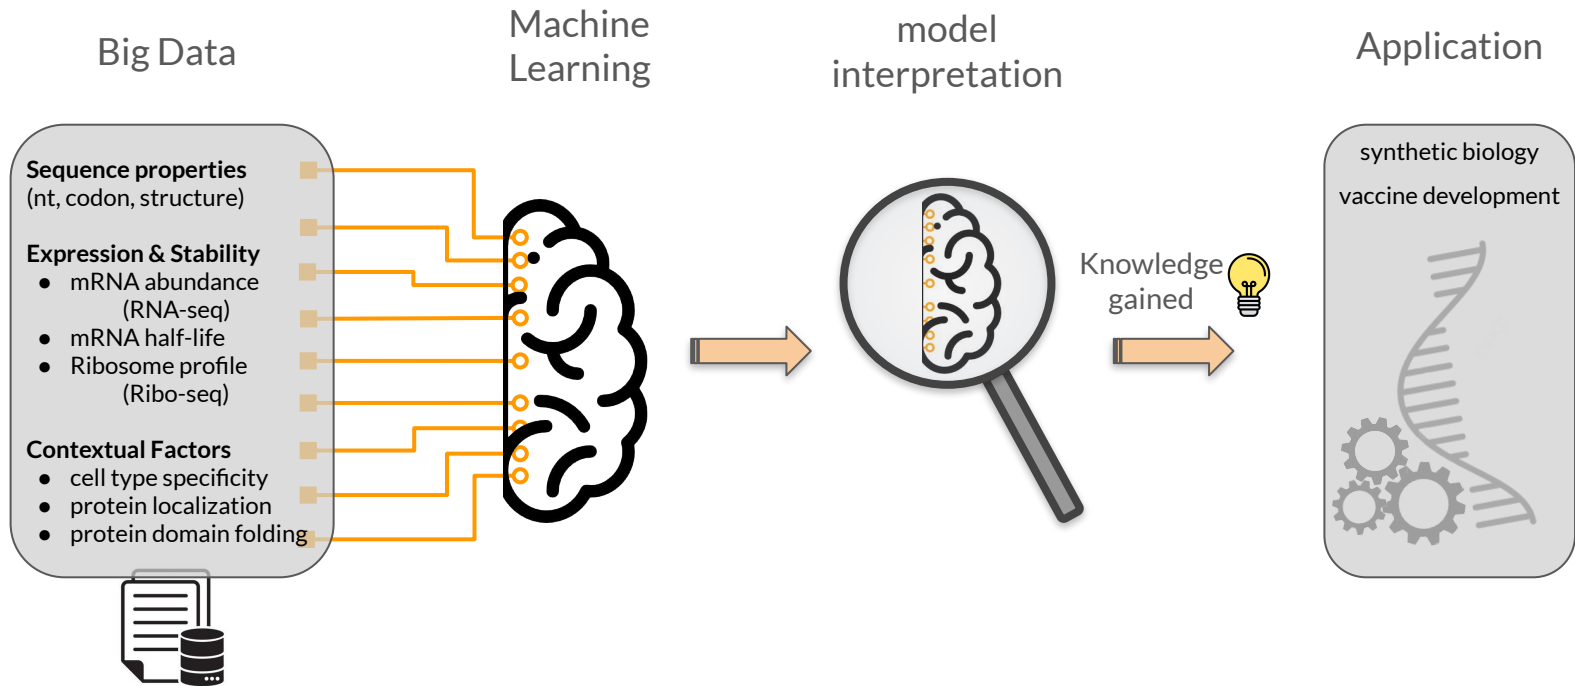 Big Data
Machine
Learning
model
interpretation
Application
Sequence properties
(nt, codon, structure)
Expression & Stability
● mRNA abundance
(RNA-seq)
● mRNA half-life
● Ribosome profile
(Ribo-seq)
Contextual Factors
● cell type specificity
● protein localization
● protein domain folding
Knowledge
gained
synthetic biology
vaccine development